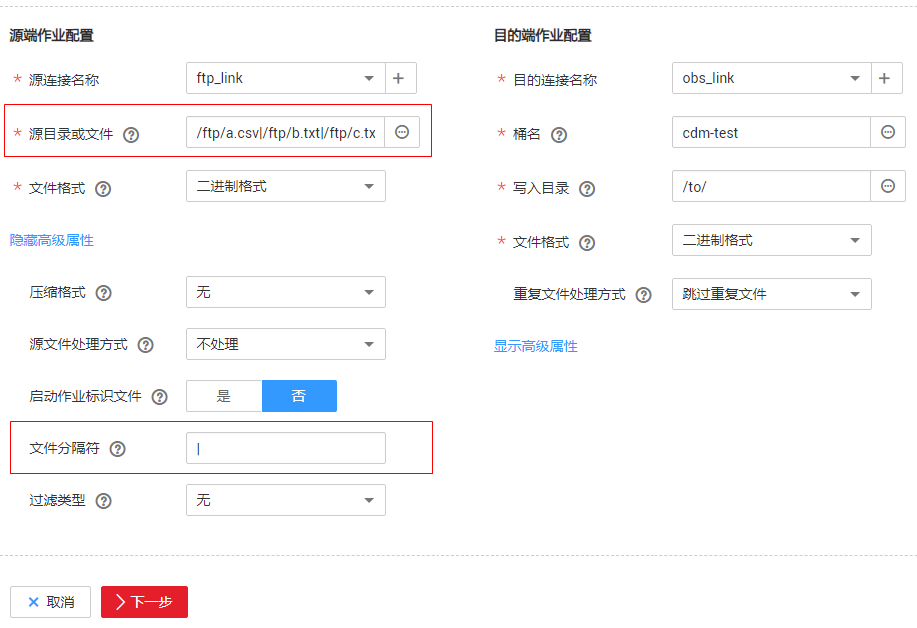 源端作业配置
* 源连接名称 ftp_link
* 源目录或文件 /ftp/a.csv|/ftp/b.txt|/ftp/c.tx
* 文件格式 二进制格式
隐藏高级属性
压缩格式 无
源文件处理方式 不处理
启动作业标识文件 是 否
文件分隔符 |
过滤类型 无
目的端作业配置
* 目的连接名称 obs_link
* 桶名 cdm-test
* 写入目录 /to/
* 文件格式 二进制格式
重复文件处理方式 跳过重复文件
显示高级属性
取消 下一步